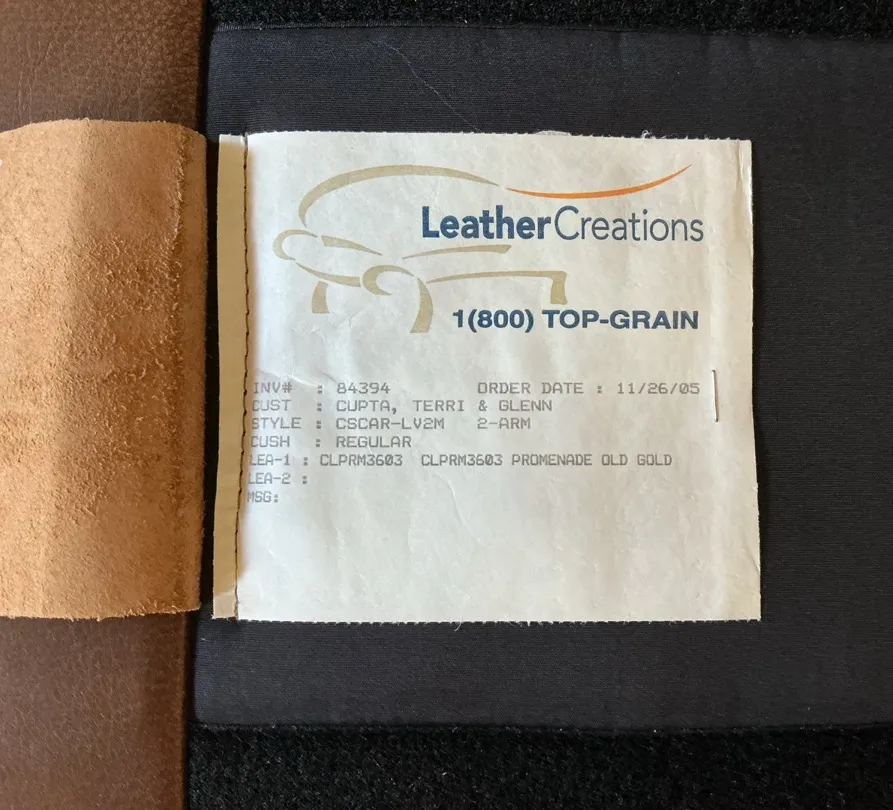 LeatherCreations
1(800) TOP-GRAIN
INV# : 84394 ORDER DATE : 11/26/05
CUST : CUPTA, TERRI & GLENN
STYLE : CSCAR-LV2M 2-ARM
CUSH : REGULAR
LEA-1 : CLPRM3603 CLPRM3603 PROMENADE OLD GOLD
LEA-2 :
MSG: